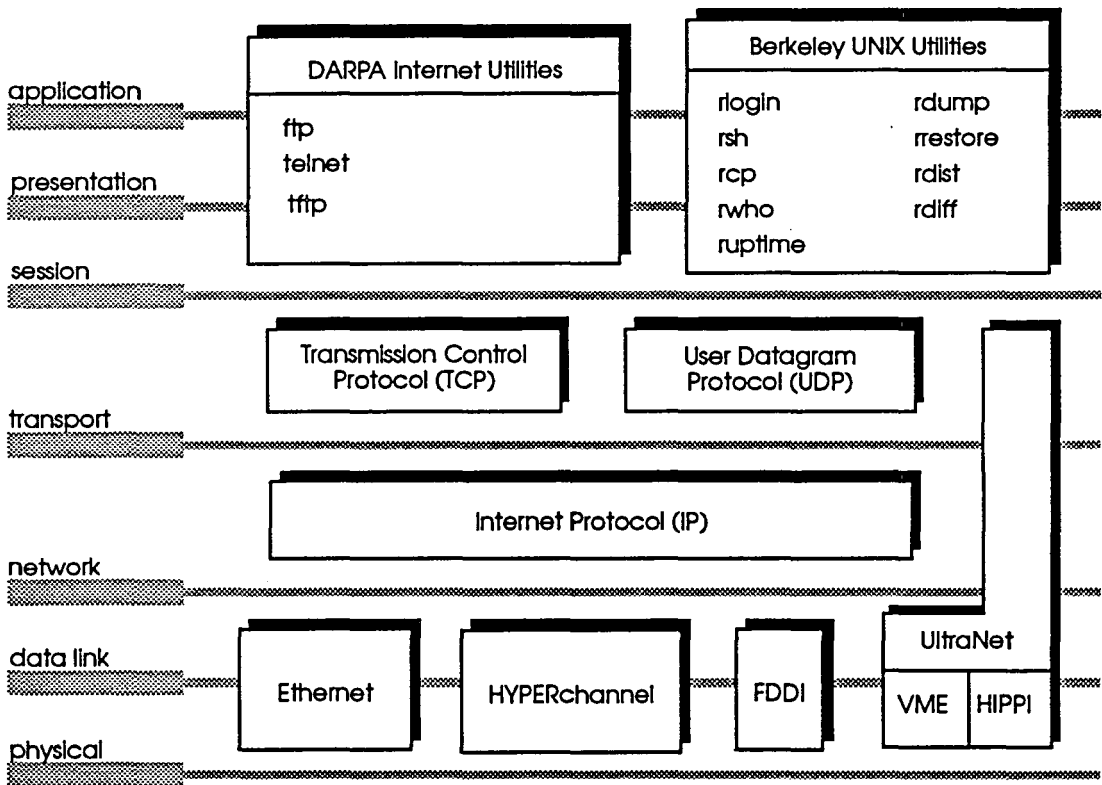 application
presentation
session
transport
network
data link
physical
DARPA Internet Utilities
ftp
telnet
tftp
Berkeley UNIX Utilities
rlogin
rsh
rcp
rwho
ruptime
rdump
rrestore
rdist
rdiff
Transmission Control
Protocol (TCP)
User Datagram
Protocol (UDP)
Internet Protocol (IP)
Ethernet
HYPERchannel
FDDI
UltraNet
VME
HIPPI